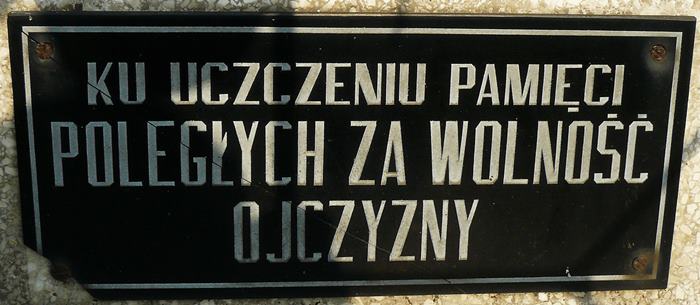 KU UCZCZENIU PAMIĘCI
POLEGŁYCH ZA WOLNOŚĆ
OJCZYZNY